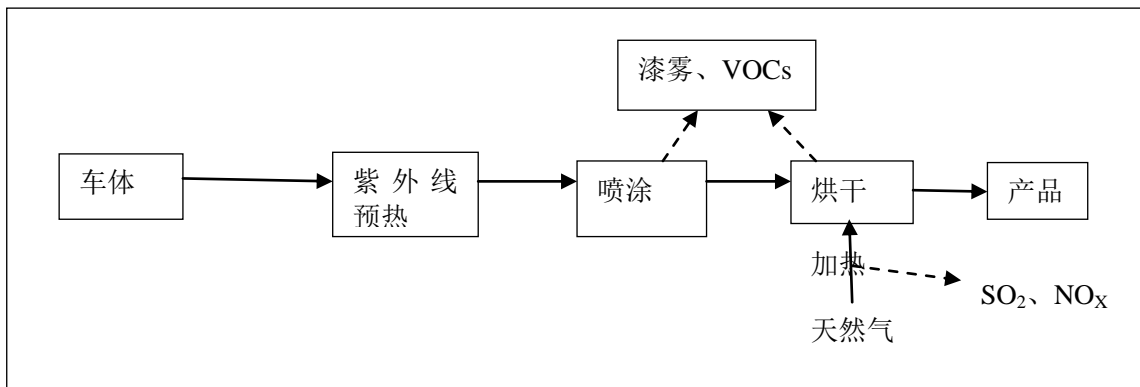 漆雾、VOCs
车体
紫外线
预热
喷涂
烘干
产品
加热
SO₂、NOₓ
天然气